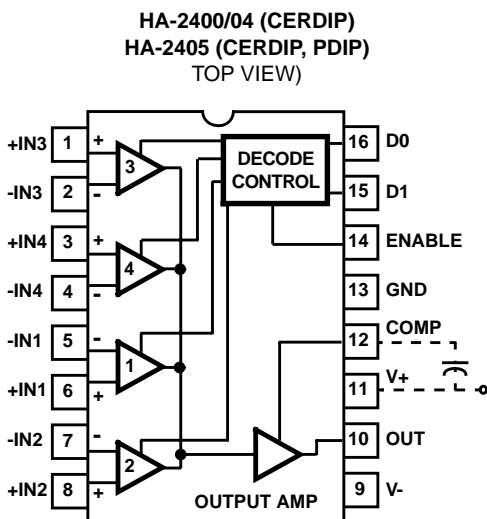 HA-2400/04 (CERDIP)
HA-2405 (CERDIP, PDIP)
TOP VIEW)
+IN3 1 + 3 DECODE CONTROL 16 D0
-IN3 2 - 15 D1
+IN4 3 + 4 14 ENABLE
-IN4 4 - 13 GND
-IN1 5 - 1 12 COMP
+IN1 6 + 11 V+
-IN2 7 - 2 10 OUT
+IN2 8 + OUTPUT AMP 9 V-